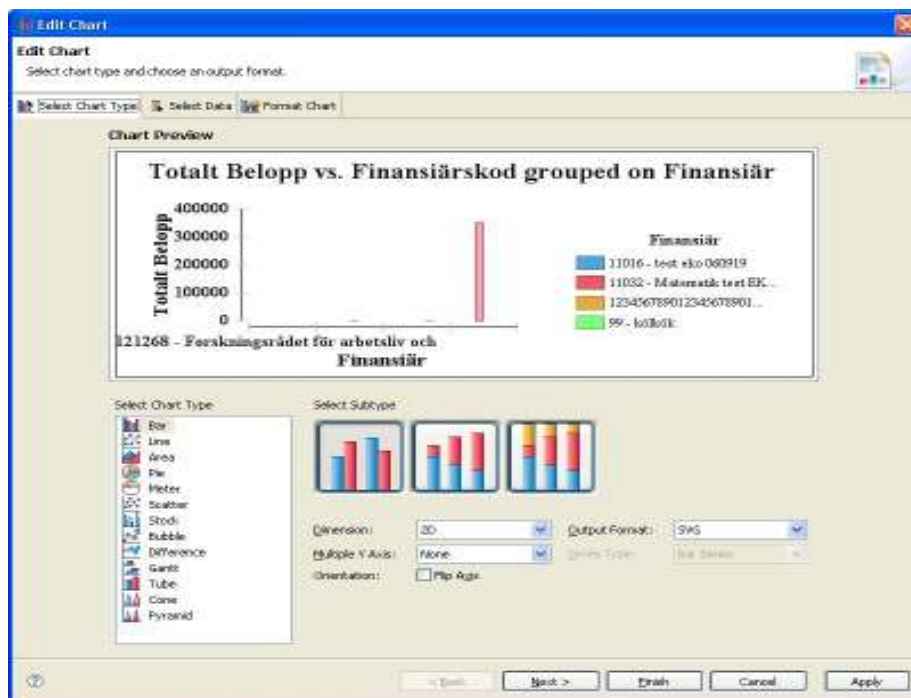 Edit Chart
Edit Chart
Select chart type and choose an output format.
Select Chart Type
Select Data
Format Chart
Chart Preview
Totalt Belopp vs. Finansiärskod grouped on Finansiär
Totalt Belopp
400000
300000
200000
100000
0
121268 - Forskningsrådet för arbetsliv och
Finansiär
Finansiär
11016 - test eko 060919
11032 - Matematik test EK...
123456789012345678901...
99 -
Select Chart Type
Bar
Line
Area
Pie
Meter
Scatter
Stock
Bubble
Difference
Gantt
Tube
Cone
Pyramid
Select Subtype
Dimension: 2D
Output Format: SVG
Multiple Y Axis: None
Series Type: Bar Series
Orientation: Flip Axis
< Back
Next >
Finish
Cancel
Apply